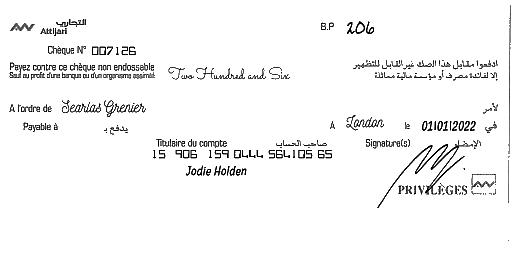 التجاري
Attijari
B.P 206
Chèque N° 007126
Payez contre ce chèque non endossable
Sauf au profit d'une banque ou d'un organisme assimilé
Two Hundred and Six
ادفعوا مقابل هذا الصك غير القابل للتظهير
إلا لفائدة مصرف أو مؤسسة مالية مماثلة
A l'ordre de Searlas Grenier لأمر
Payable à يدفع بـ
A London le 01/01/2022 في
Titulaire du compte صاحب الحساب
Signature(s) الإمضاء
15 906 159 0444 564105 65
Jodie Holden
PRIVILÈGES